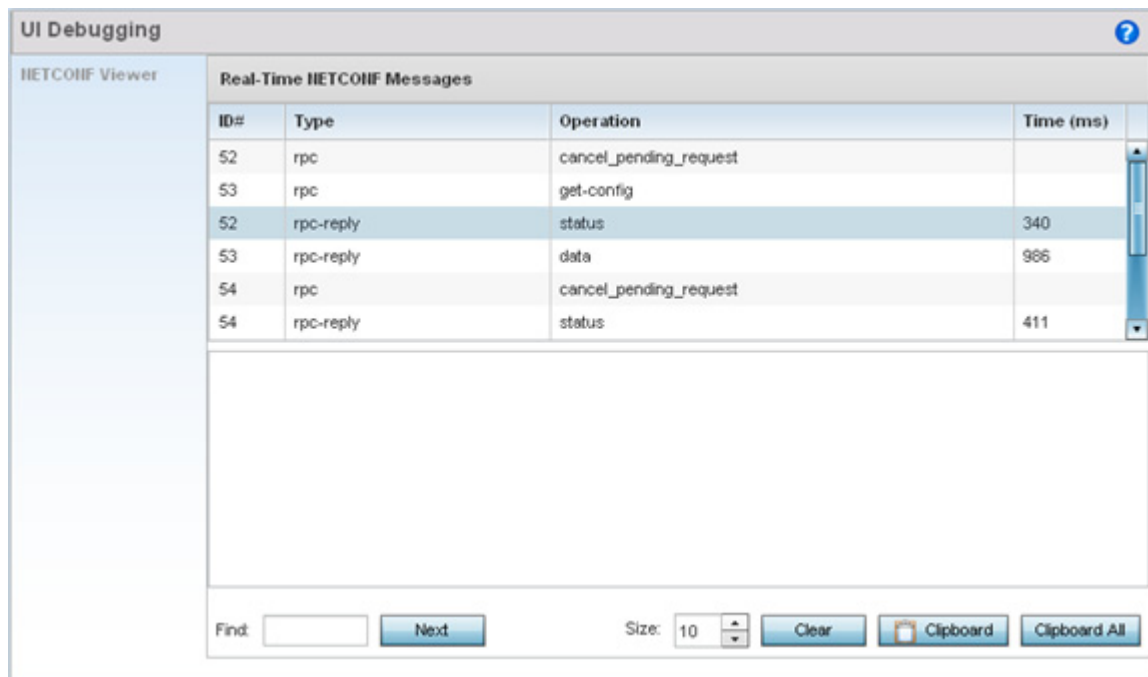 UI Debugging
?
NETCONF Viewer
Real-Time NETCONF Messages
ID# Type Operation Time (ms)
52 rpc cancel_pending_request
53 rpc get-config
52 rpc-reply status 340
53 rpc-reply data 986
54 rpc cancel_pending_request
54 rpc-reply status 411
Find: Next Size: 10 Clear Clipboard Clipboard All